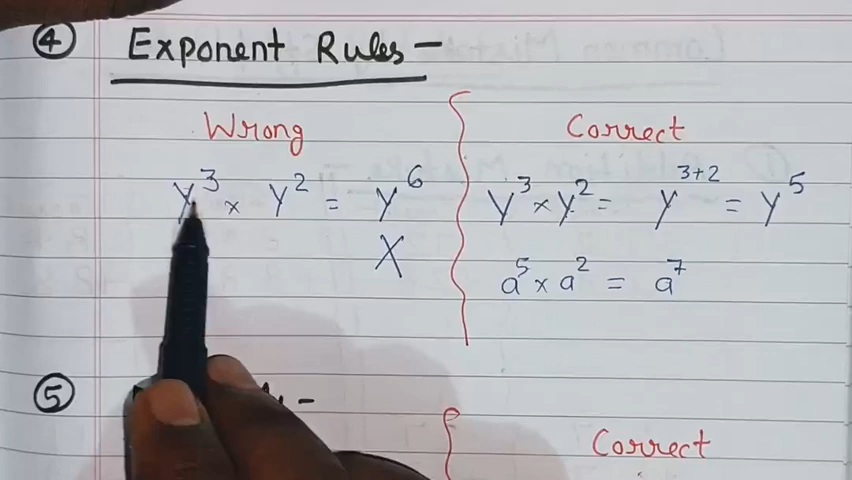 ④ Exponent Rules-
Wrong
y³ × y² = y⁶
X
Correct
y³ × y² = y³⁺² = y⁵
a⁵ × a² = a⁷
⑤
Correct